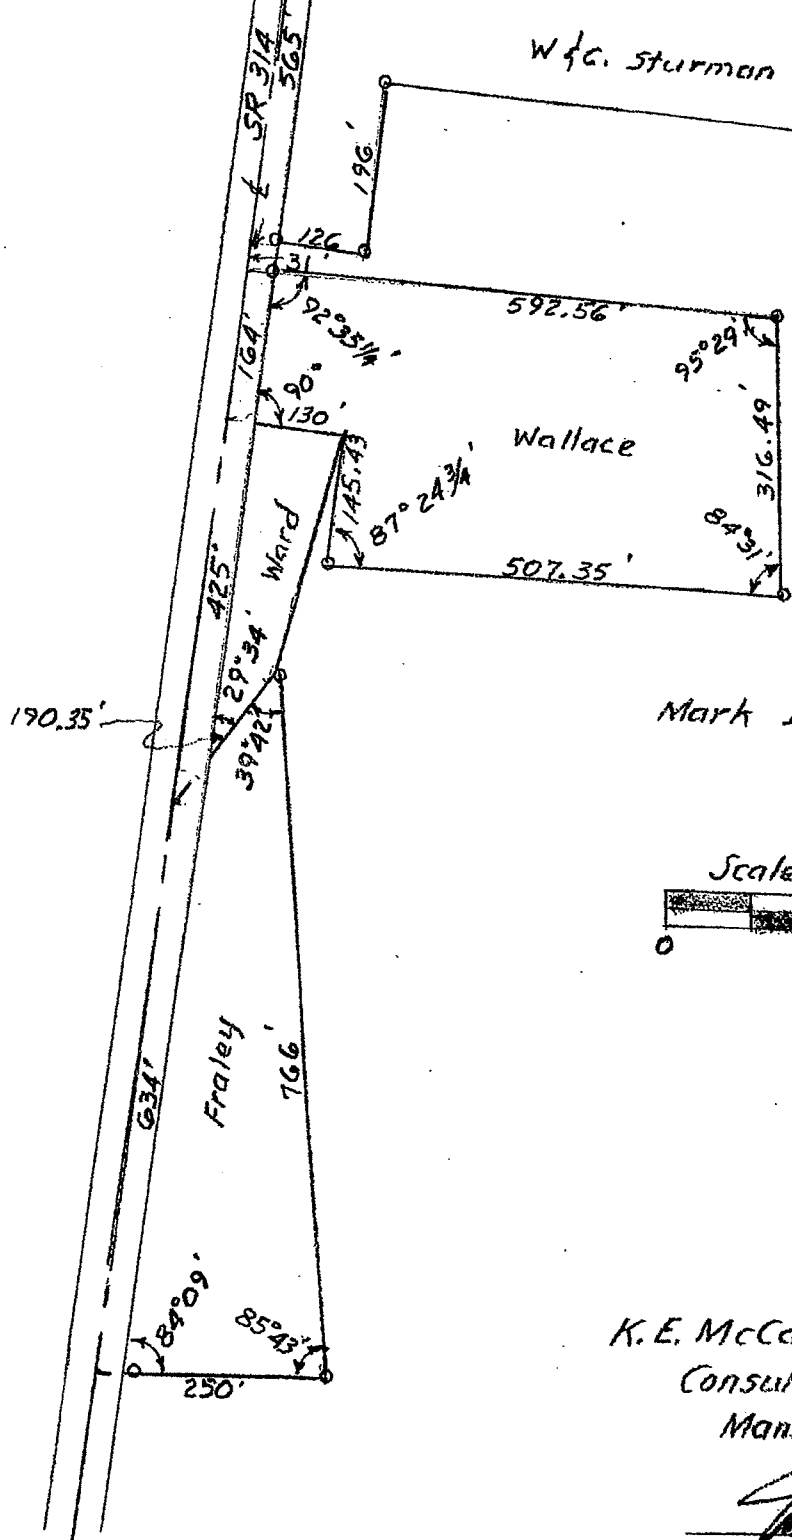 W & C. Sturman
SR 314
565'
196'
℄
126
31'
592.56'
92°35¼'
95°29'
164'
90°
130'
Wallace
316.49'
145.43
87°24¾'
84°31'
Ward
507.35'
425'
29°34'
190.35'
39°42'
Mark
Scale
0
Fraley
766'
634'
84°09'
85°43'
250'
K.E. McCa
Consul
Mans